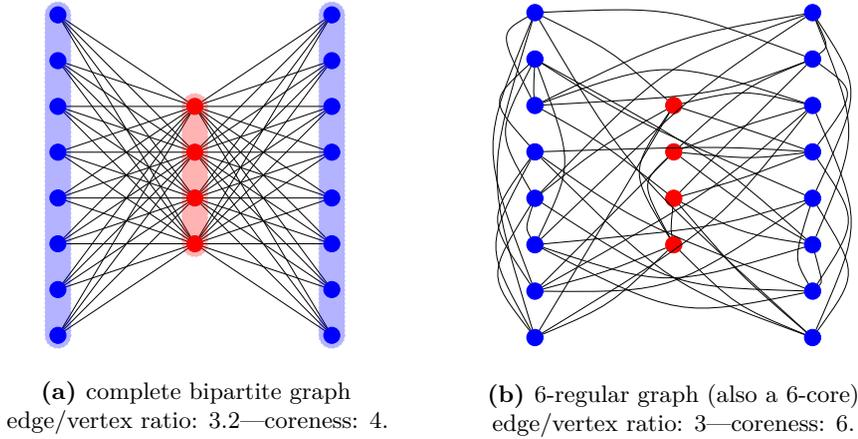 (a) complete bipartite graph
edge/vertex ratio: 3.2—coreness: 4.
(b) 6-regular graph (also a 6-core)
edge/vertex ratio: 3—coreness: 6.